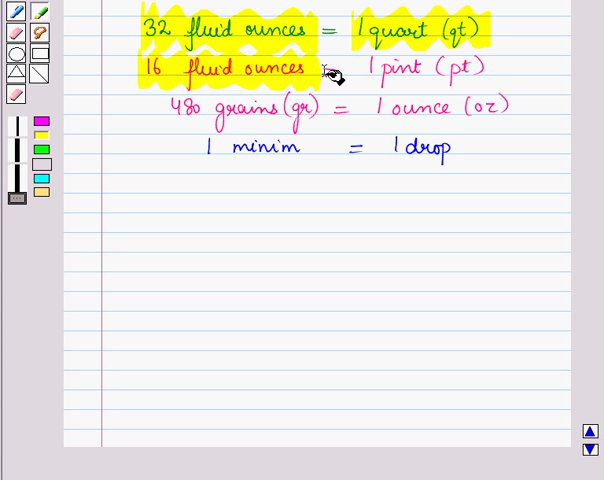 32 fluid ounces = 1 quart (qt)
16 fluid ounces = 1 pint (pt)
480 grains (gr) = 1 ounce (oz)
1 minim = 1 drop